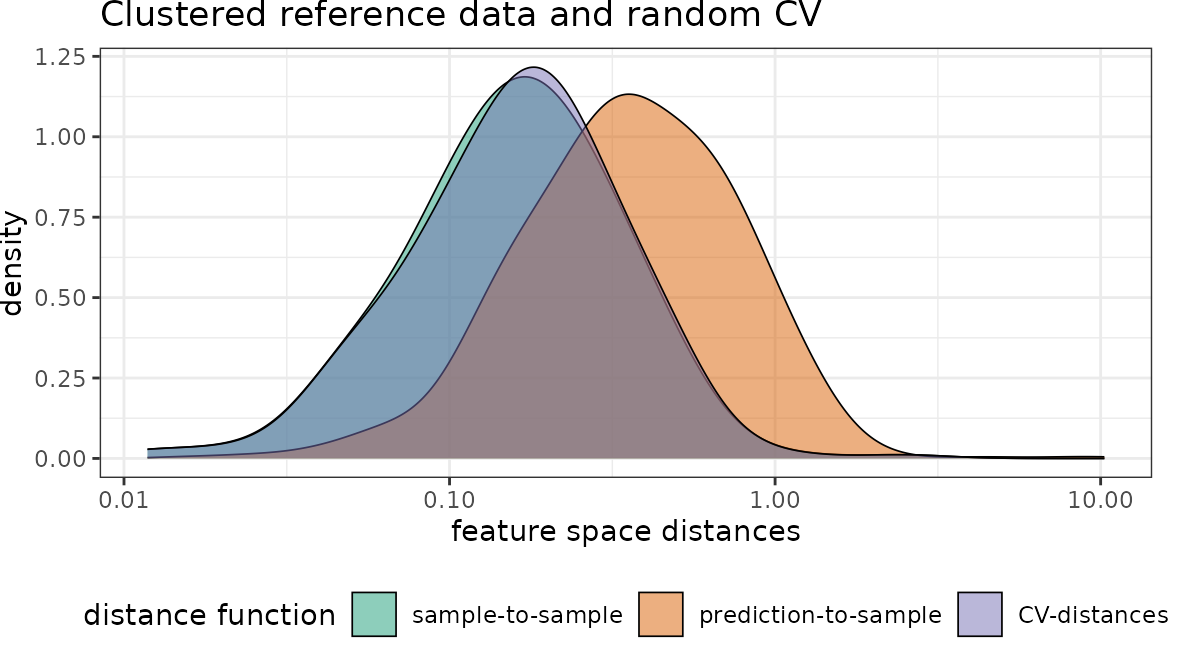 Clustered reference data and random CV
1.25
1.00
0.75
0.50
0.25
0.00
density
0.01 0.10 1.00 10.00
feature space distances
distance function sample-to-sample prediction-to-sample CV-distances